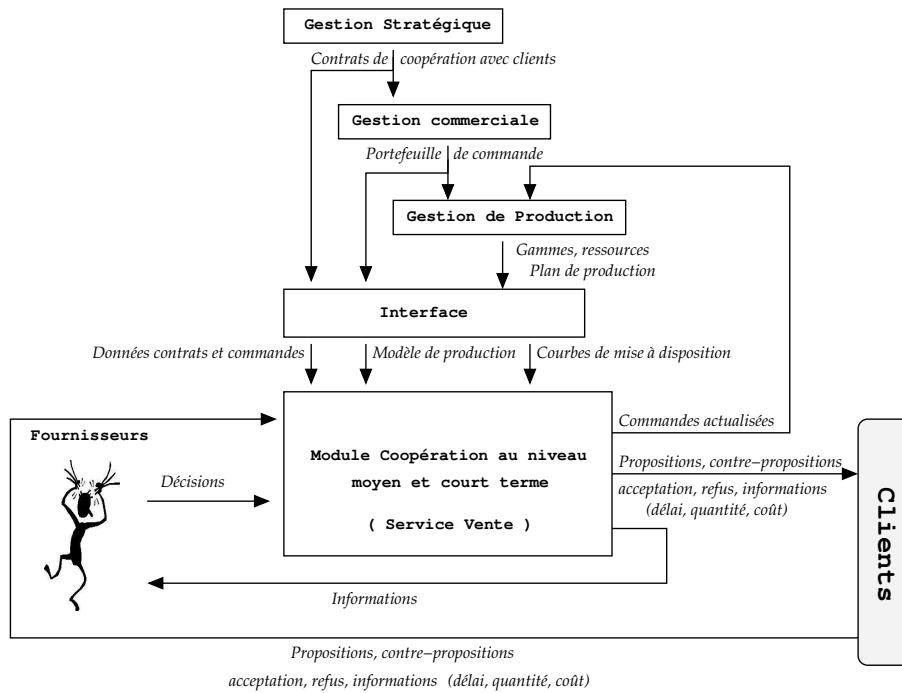 Gestion Stratégique
Contrats de coopération avec clients
Gestion commerciale
Portefeuille de commande
Gestion de Production
Gammes, ressources
Plan de production
Interface
Données contrats et commandes
Modèle de production
Courbes de mise à disposition
Commandes actualisées
Fournisseurs
Module Coopération au niveau
moyen et court terme
( Service Vente )
Décisions
Propositions, contre−propositions
acceptation, refus, informations
(délai, quantité, coût)
Clients
Informations
Propositions, contre−propositions
acceptation, refus, informations (délai, quantité, coût)